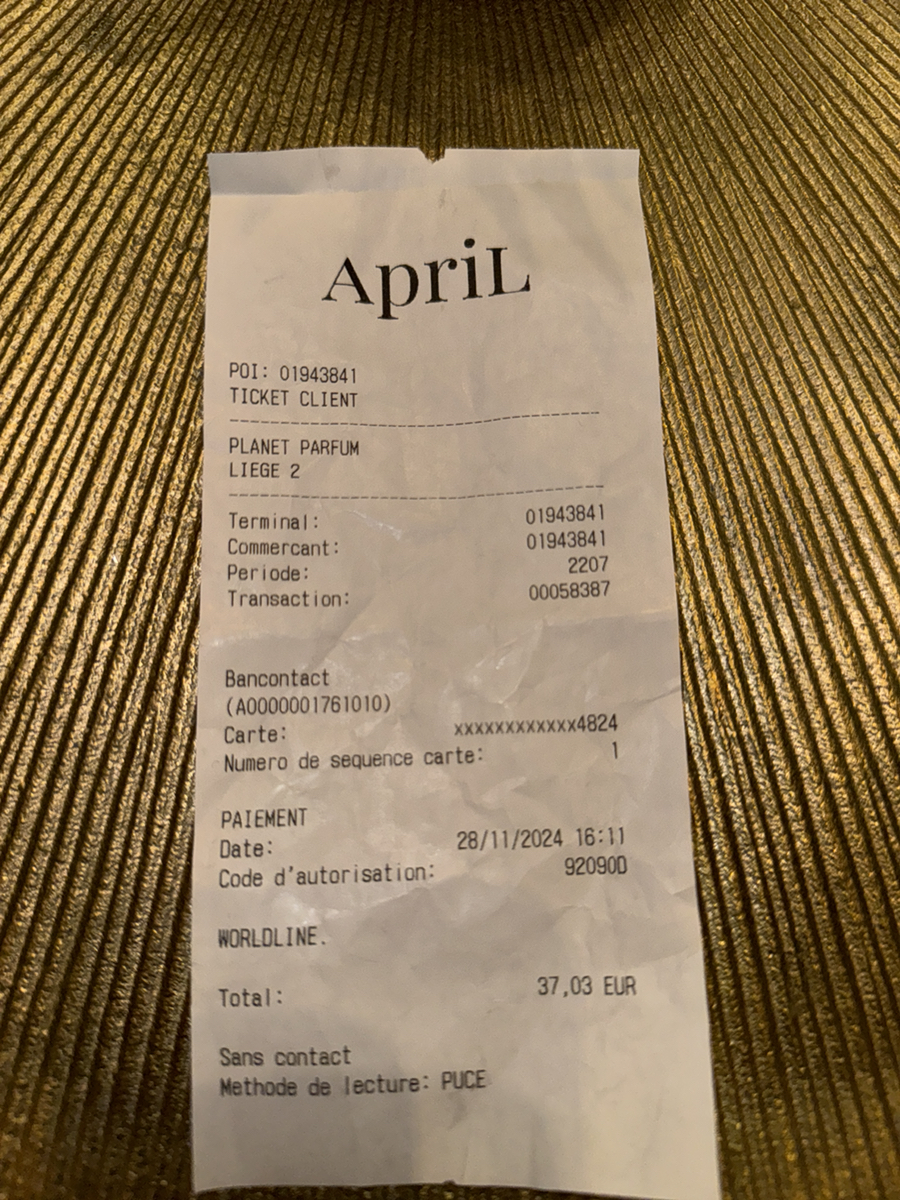 ApriL
POI: 01943841
TICKET CLIENT
PLANET PARFUM
LIEGE 2
Terminal: 01943841
Commercant: 01943841
Periode: 2207
Transaction: 00058387
Bancontact
(A0000001761010)
Carte: xxxxxxxxxxxx4824
Numero de sequence carte: 1
PAIEMENT
Date: 28/11/2024 16:11
Code d'autorisation: 92090D
WORLDLINE.
Total: 37,03 EUR
Sans contact
Methode de lecture: PUCE